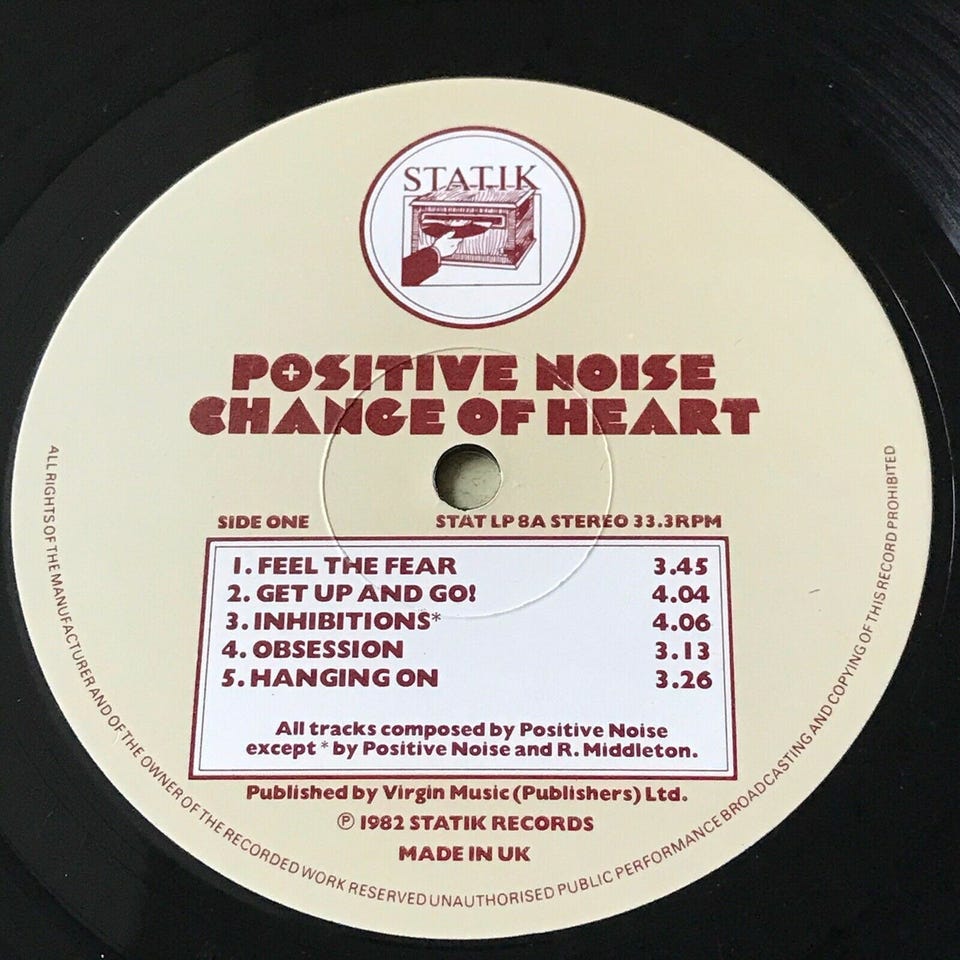 STATIK
POSITIVE NOISE
CHANGE OF HEART
SIDE ONE STAT LP 8A STEREO 33.3RPM
1. FEEL THE FEAR 3.45
2. GET UP AND GO! 4.04
3. INHIBITIONS* 4.06
4. OBSESSION 3.13
5. HANGING ON 3.26
All tracks composed by Positive Noise
except * by Positive Noise and R. Middleton.
Published by Virgin Music (Publishers) Ltd.
℗ 1982 STATIK RECORDS
MADE IN UK
ALL RIGHTS OF THE MANUFACTURER AND OF THE OWNER OF THE RECORDED WORK RESERVED UNAUTHORISED PUBLIC PERFORMANCE BROADCASTING AND COPYING OF THIS RECORD PROHIBITED